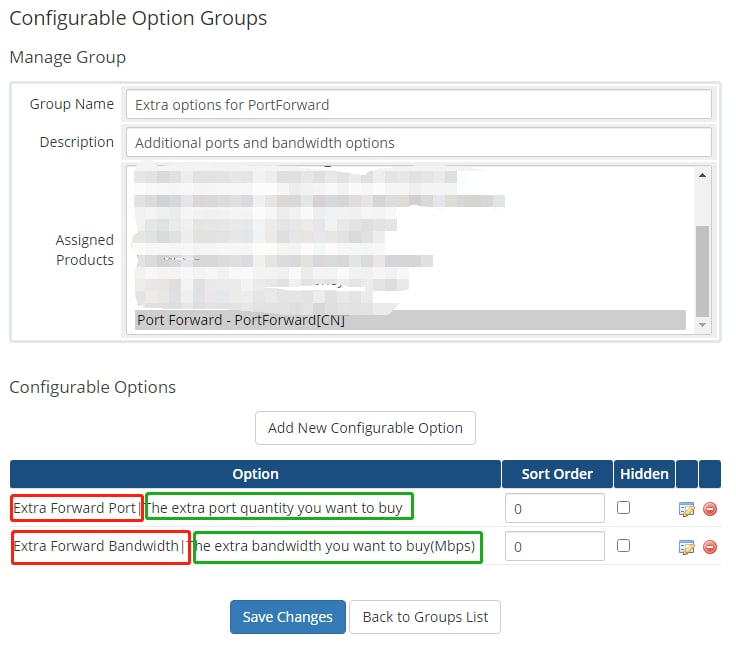 Configurable Option Groups
Manage Group
Group Name Extra options for PortForward
Description Additional ports and bandwidth options
Assigned Products
Port Forward - PortForward[CN]
Configurable Options
Add New Configurable Option
Option Sort Order Hidden
Extra Forward Port|The extra port quantity you want to buy 0
Extra Forward Bandwidth|The extra bandwidth you want to buy(Mbps) 0
Save Changes Back to Groups List